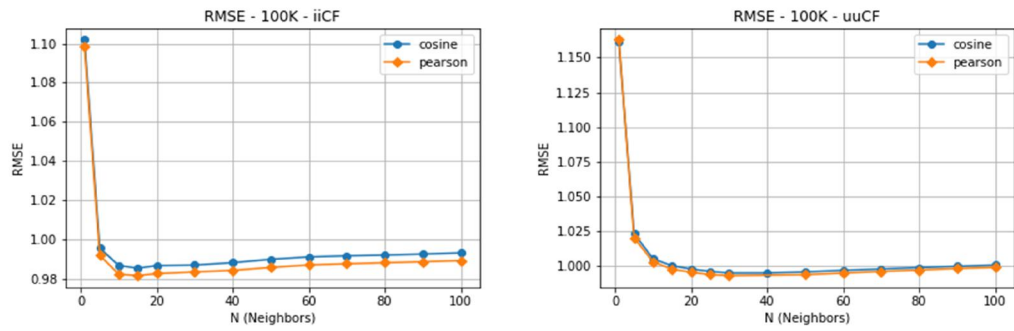 RMSE - 100K - iiCF
1.10
1.08
1.06
1.04
1.02
1.00
0.98
RMSE
0
20
40
60
80
100
N (Neighbors)
cosine
pearson
RMSE - 100K - uuCF
1.150
1.125
1.100
1.075
1.050
1.025
1.000
RMSE
0
20
40
60
80
100
N (Neighbors)
cosine
pearson